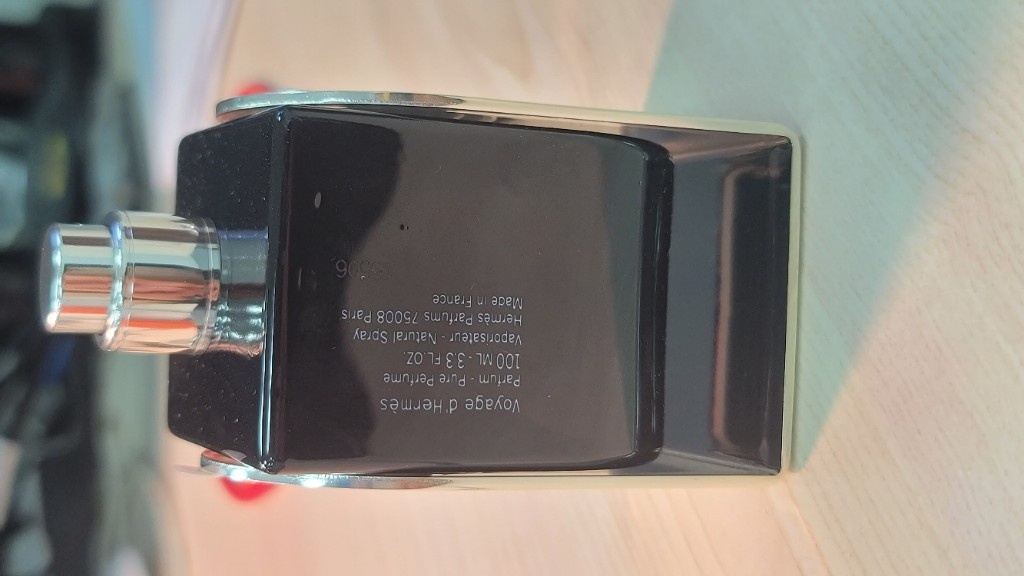 Voyage d'Hermès
Parfum - Pure Perfume
100 ML - 3.3 FL.OZ.
Vaporisateur - Natural Spray
Hermès Parfums 75008 Paris
Made in France